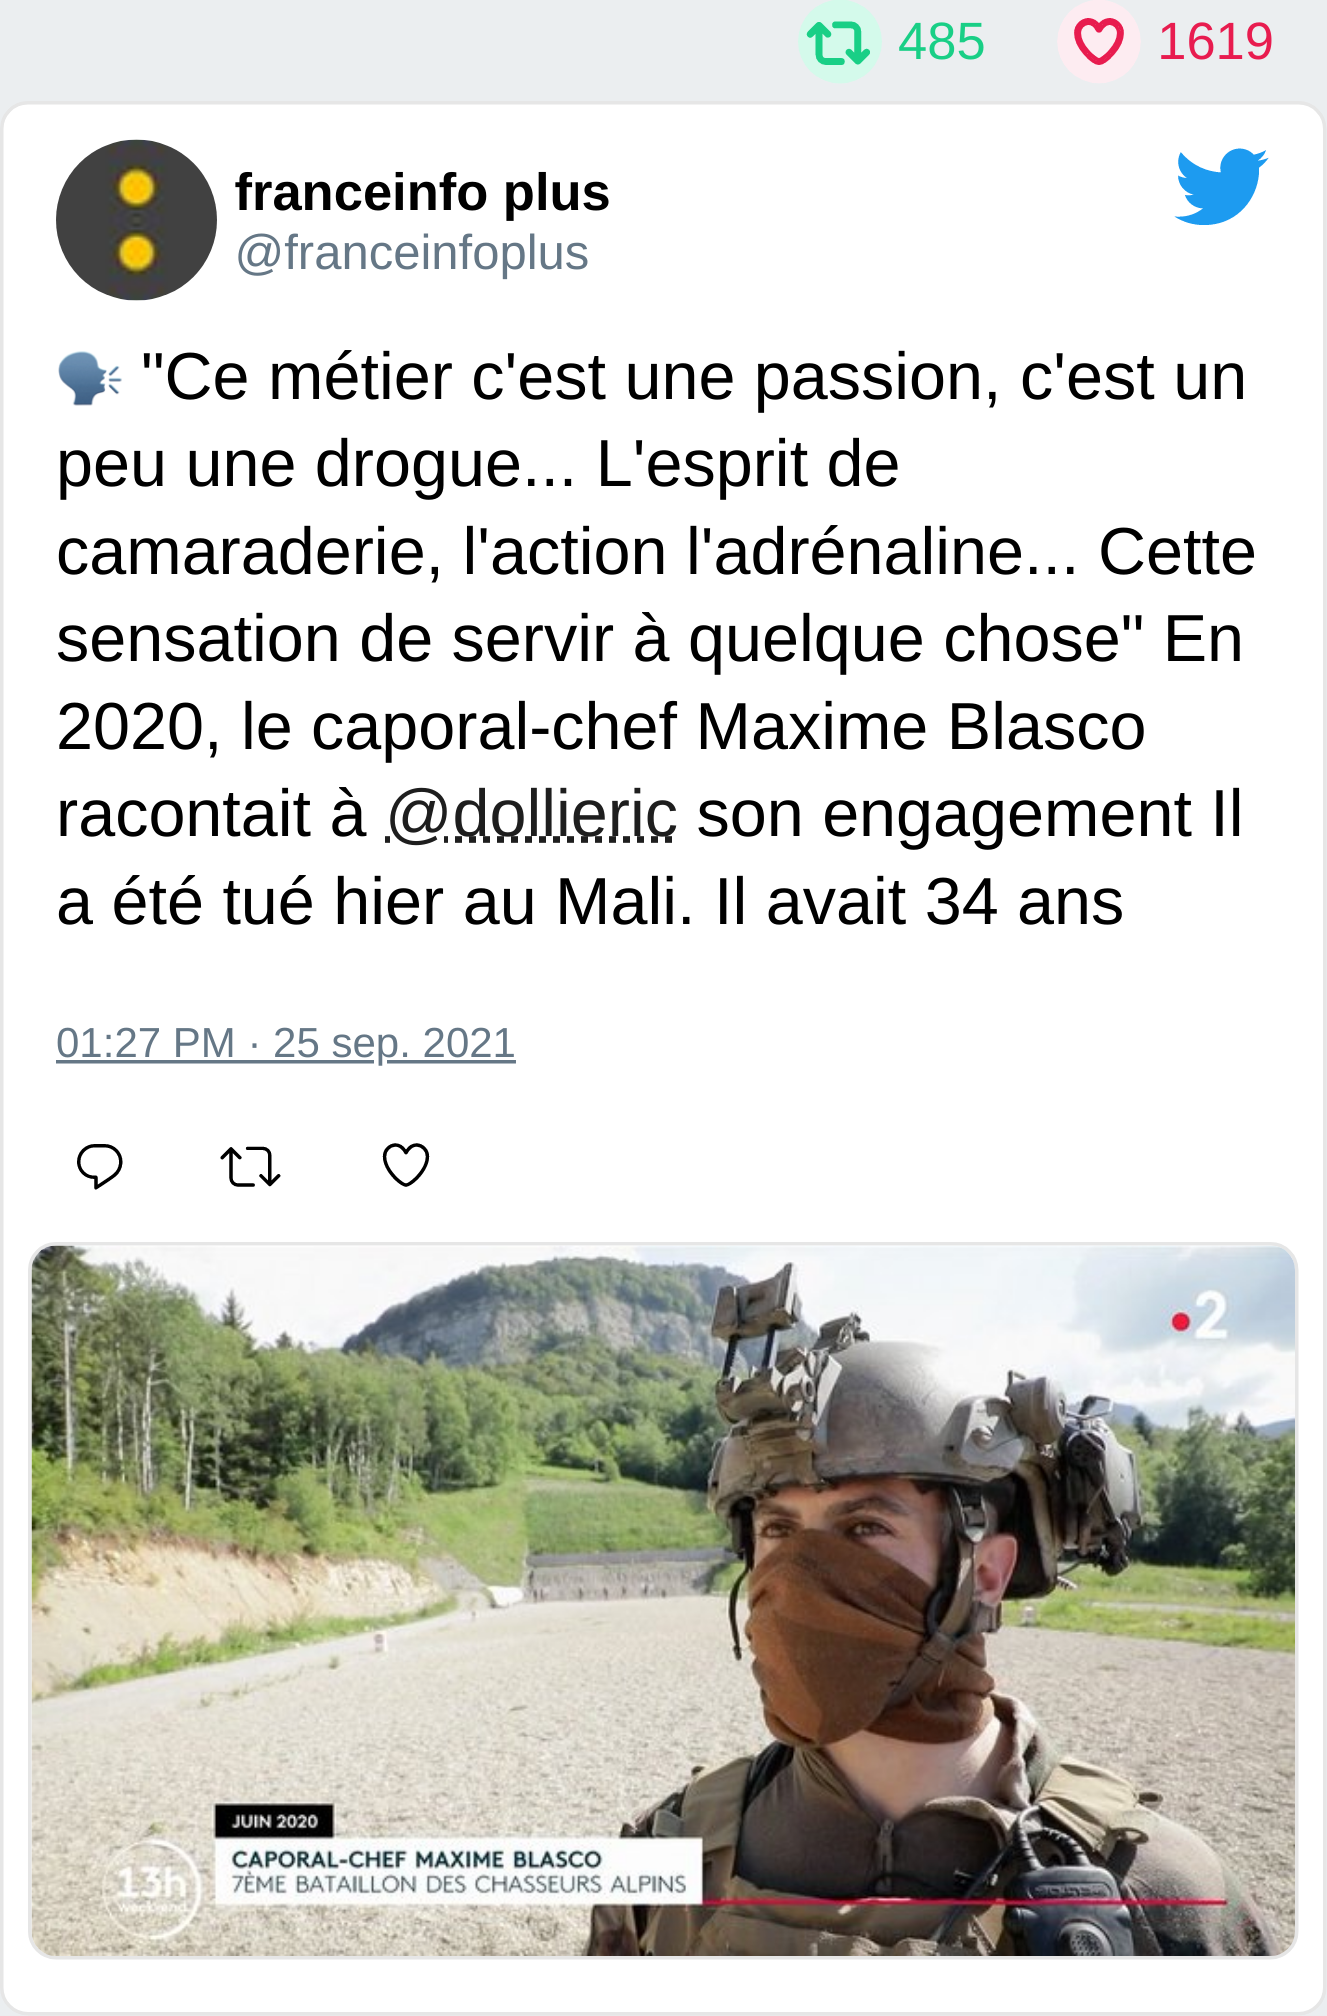 485 1619
franceinfo plus
@franceinfoplus
🗣 "Ce métier c'est une passion, c'est un
peu une drogue... L'esprit de
camaraderie, l'action l'adrénaline... Cette
sensation de servir à quelque chose" En
2020, le caporal-chef Maxime Blasco
racontait à @dollieric son engagement Il
a été tué hier au Mali. Il avait 34 ans
01:27 PM · 25 sep. 2021
2
JUIN 2020
CAPORAL-CHEF MAXIME BLASCO
7ÈME BATAILLON DES CHASSEURS ALPINS
13h
weekend